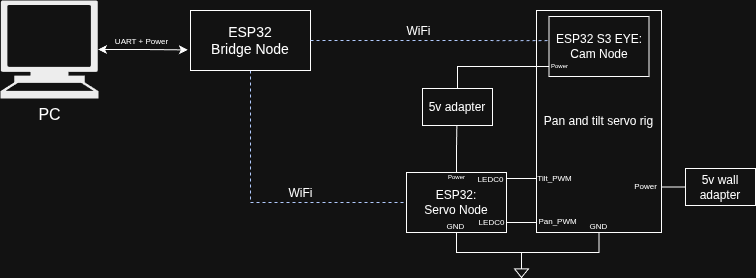 PC
UART + Power
ESP32
Bridge Node
WiFi
WiFi
ESP32 S3 EYE:
Cam Node
Power
5v adapter
Pan and tilt servo rig
Power
LEDC0
ESP32:
Servo Node
GND
LEDC0
Tilt_PWM
Pan_PWM
GND
Power
5v wall
adapter